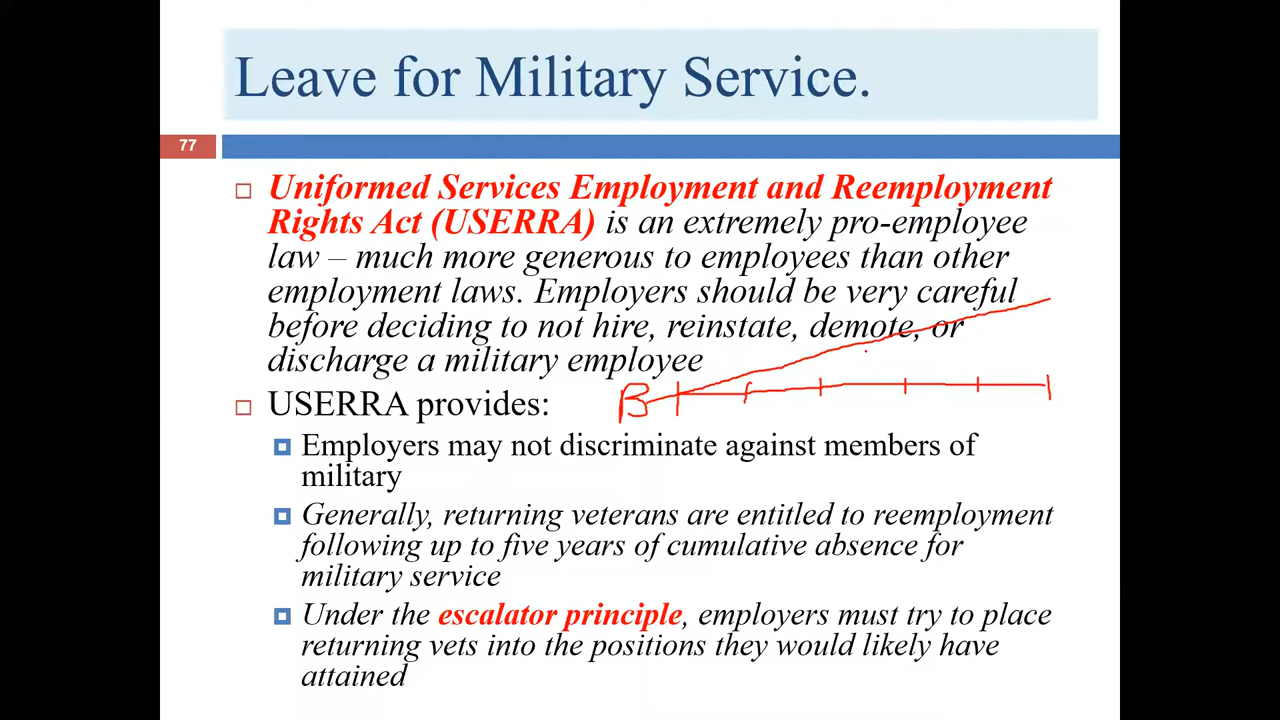 Leave for Military Service.
77
Uniformed Services Employment and Reemployment
Rights Act (USERRA) is an extremely pro-employee
law – much more generous to employees than other
employment laws. Employers should be very careful
before deciding to not hire, reinstate, demote, or
discharge a military employee
B
USERRA provides:
Employers may not discriminate against members of
military
Generally, returning veterans are entitled to reemployment
following up to five years of cumulative absence for
military service
Under the escalator principle, employers must try to place
returning vets into the positions they would likely have
attained